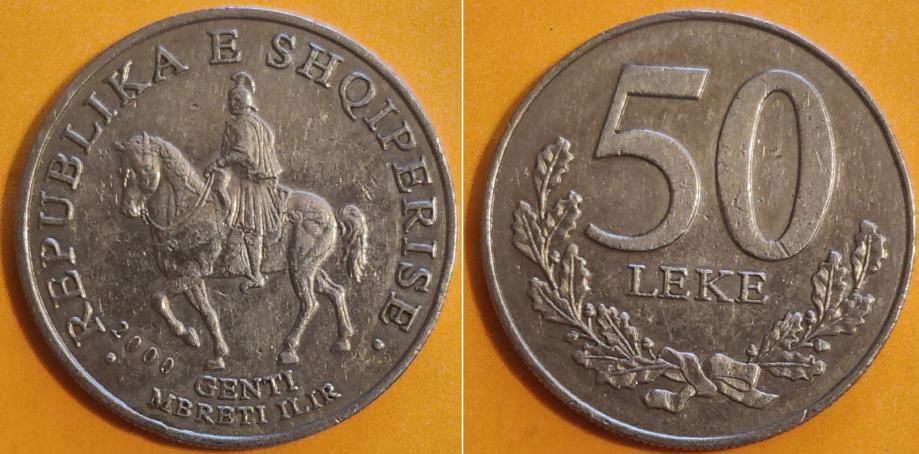 REPUBLIKA E SHQIPERISE
2000
GENTI
MBRETI ILIR
50
LEKE